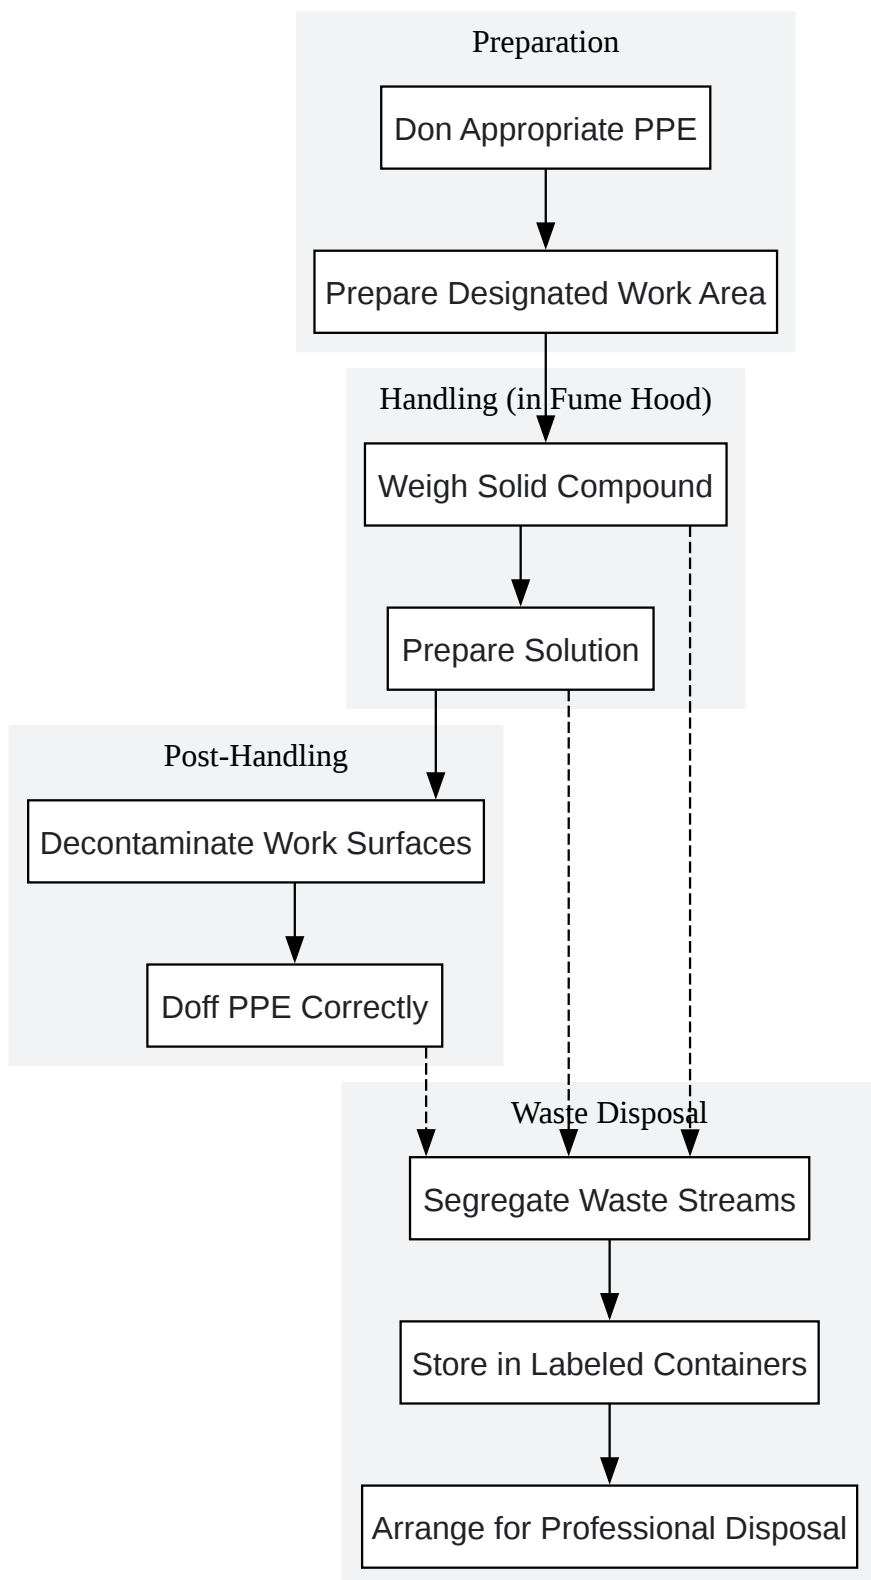 Preparation
Don Appropriate PPE
Prepare Designated Work Area
Handling (in Fume Hood)
Weigh Solid Compound
Prepare Solution
Post-Handling
Decontaminate Work Surfaces
Doff PPE Correctly
Waste Disposal
Segregate Waste Streams
Store in Labeled Containers
Arrange for Professional Disposal